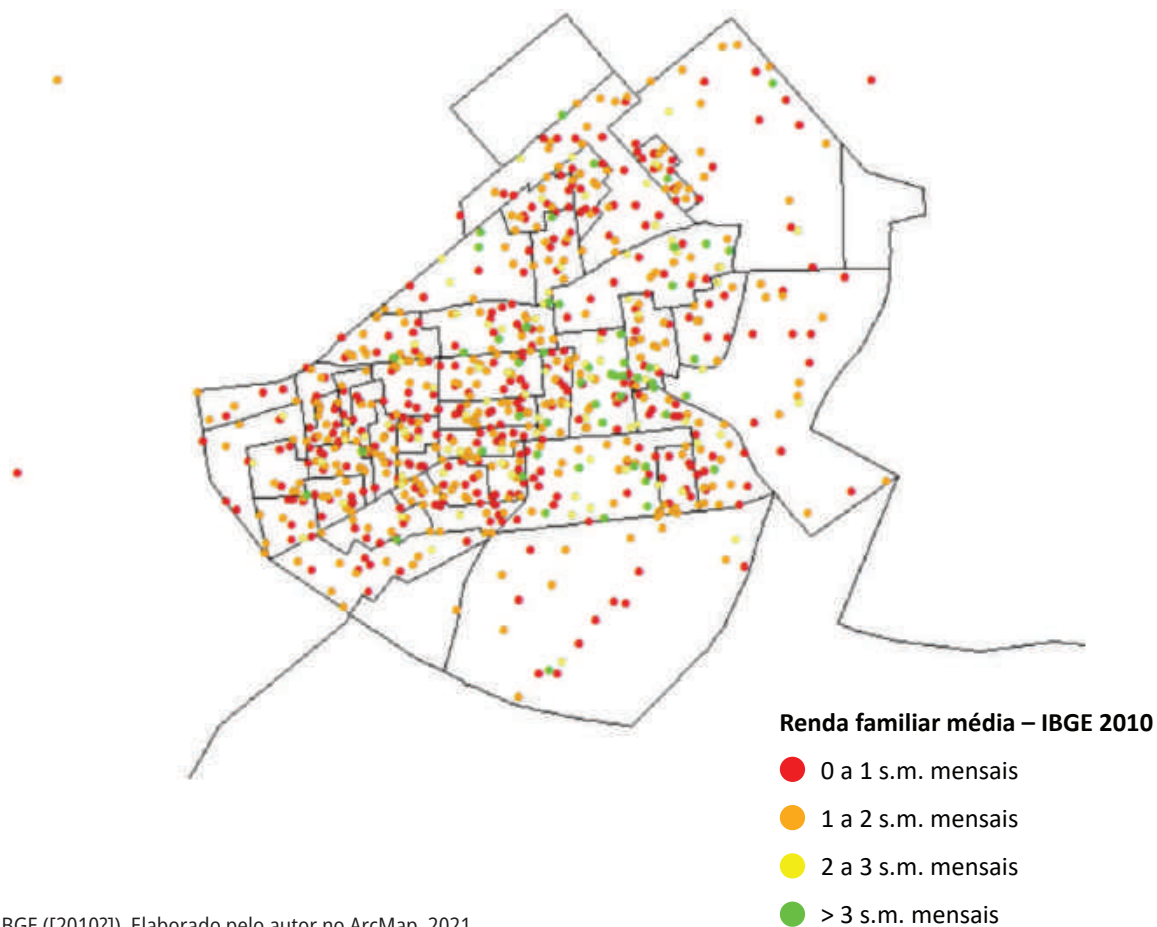 Renda familiar média – IBGE 2010
0 a 1 s.m. mensais
1 a 2 s.m. mensais
2 a 3 s.m. mensais
> 3 s.m. mensais
([2010?]). Elaborado pelo autor no ArcMap, 2021